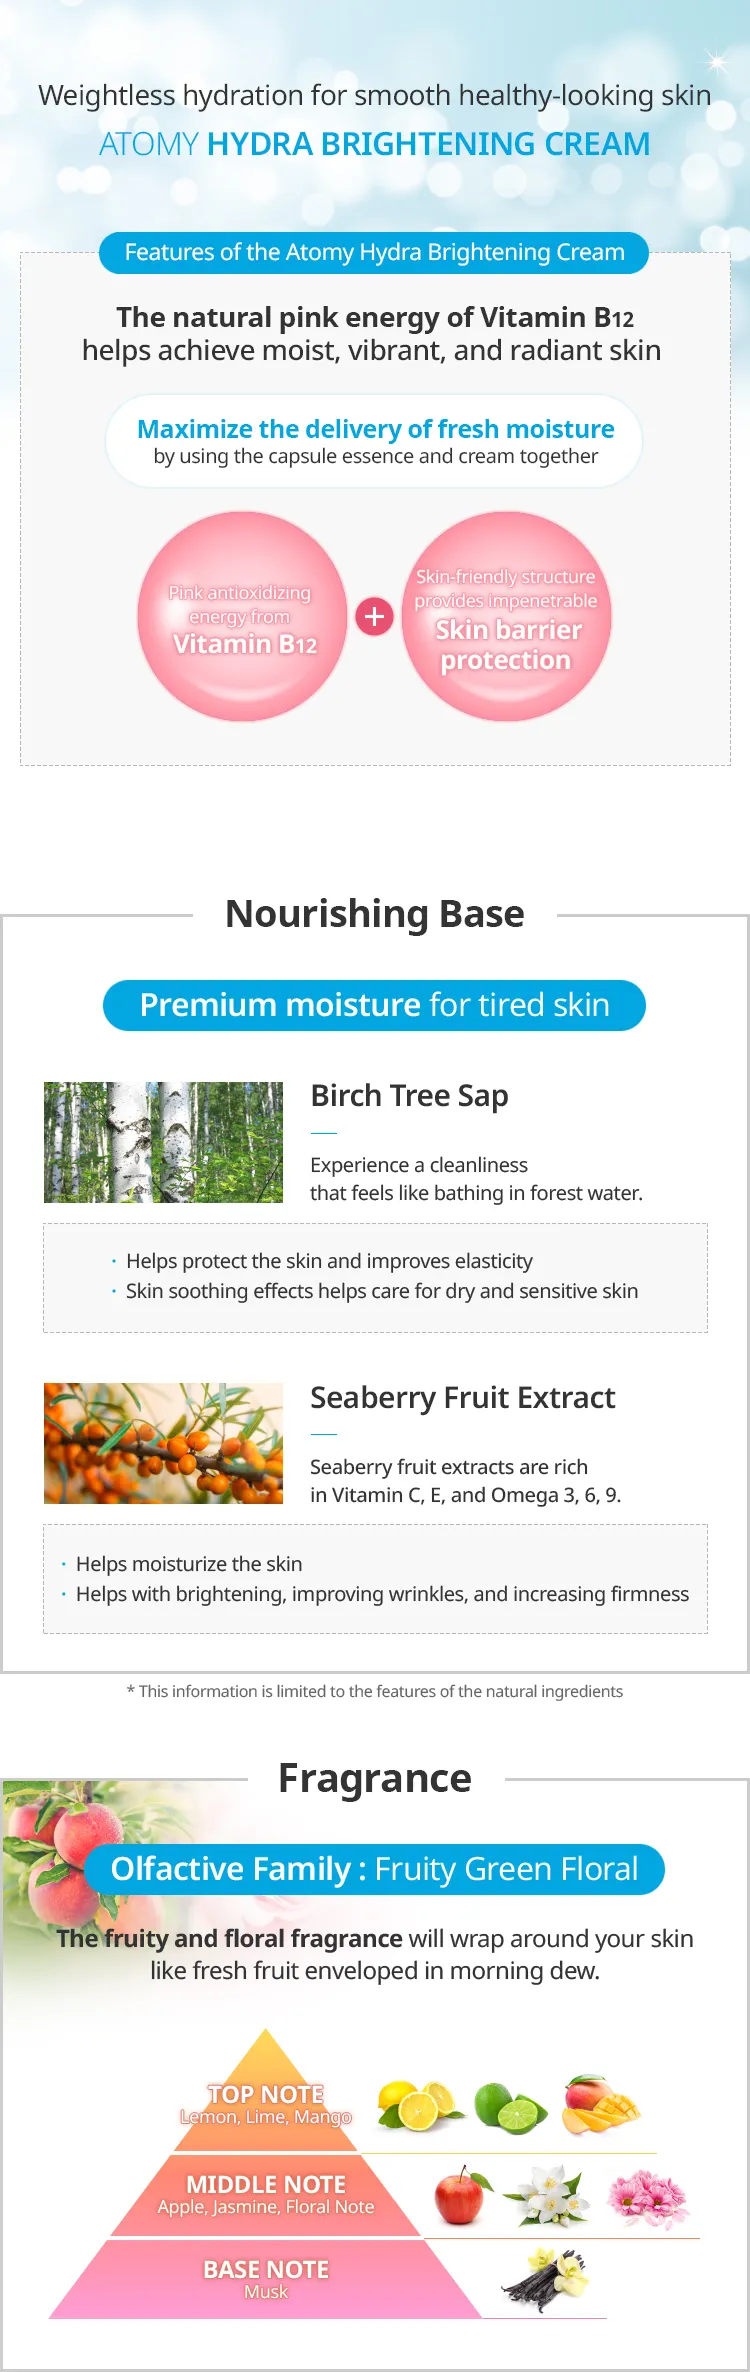 Weightless hydration for smooth healthy-looking skin
ATOMY HYDRA BRIGHTENING CREAM
Features of the Atomy Hydra Brightening Cream
The natural pink energy of Vitamin B12
helps achieve moist, vibrant, and radiant skin
Maximize the delivery of fresh moisture
by using the capsule essence and cream together
Pink antioxidizing
energy from
Vitamin B12
+
Skin-friendly structure
provides impenetrable
Skin barrier
protection
Nourishing Base
Premium moisture for tired skin
Birch Tree Sap
Experience a cleanliness
that feels like bathing in forest water.
· Helps protect the skin and improves elasticity
· Skin soothing effects helps care for dry and sensitive skin
Seaberry Fruit Extract
Seaberry fruit extracts are rich
in Vitamin C, E, and Omega 3, 6, 9.
· Helps moisturize the skin
· Helps with brightening, improving wrinkles, and increasing firmness
* This information is limited to the features of the natural ingredients
Fragrance
Olfactive Family : Fruity Green Floral
The fruity and floral fragrance will wrap around your skin
like fresh fruit enveloped in morning dew.
TOP NOTE
Lemon, Lime, Mango
MIDDLE NOTE
Apple, Jasmine, Floral Note
BASE NOTE
Musk